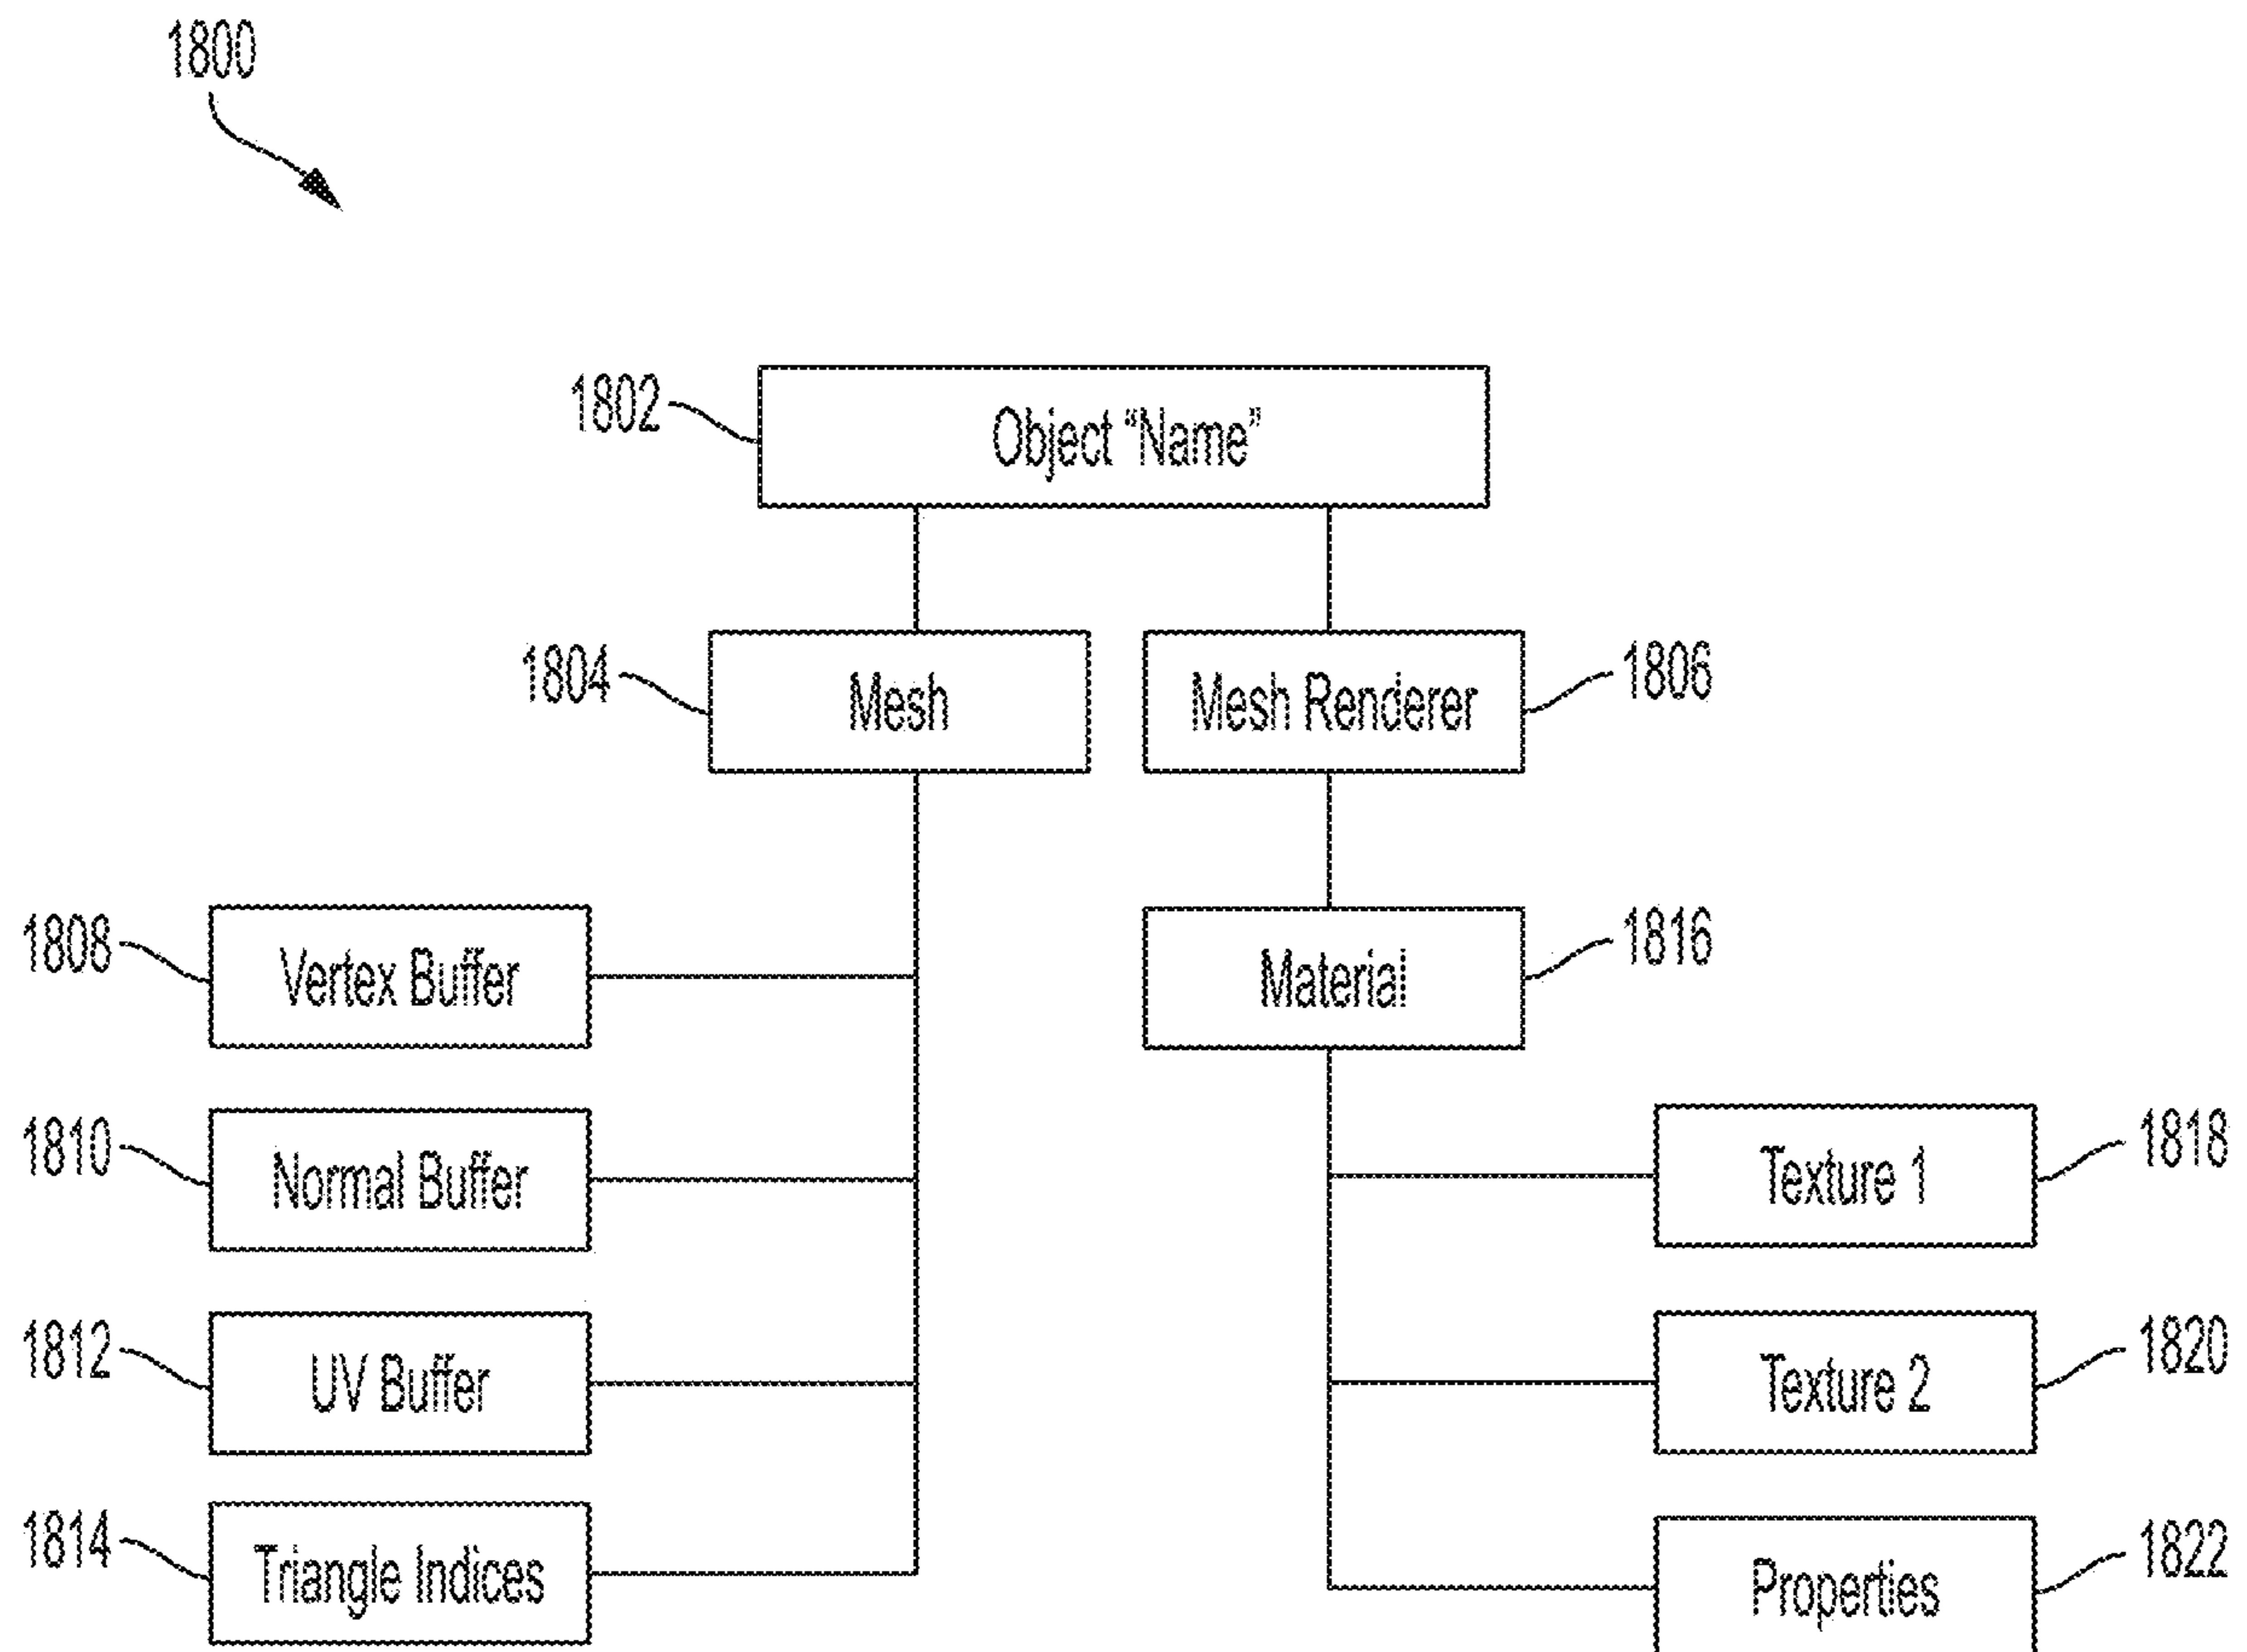 1800
1802
Object “Name”
1804
Mesh
Mesh Renderer
1806
1808
Vertex Buffer
Material
1816
1810
Normal Buffer
Texture 1
1818
1812
UV Buffer
Texture 2
1820
1814
Triangle Indices
Properties
1822